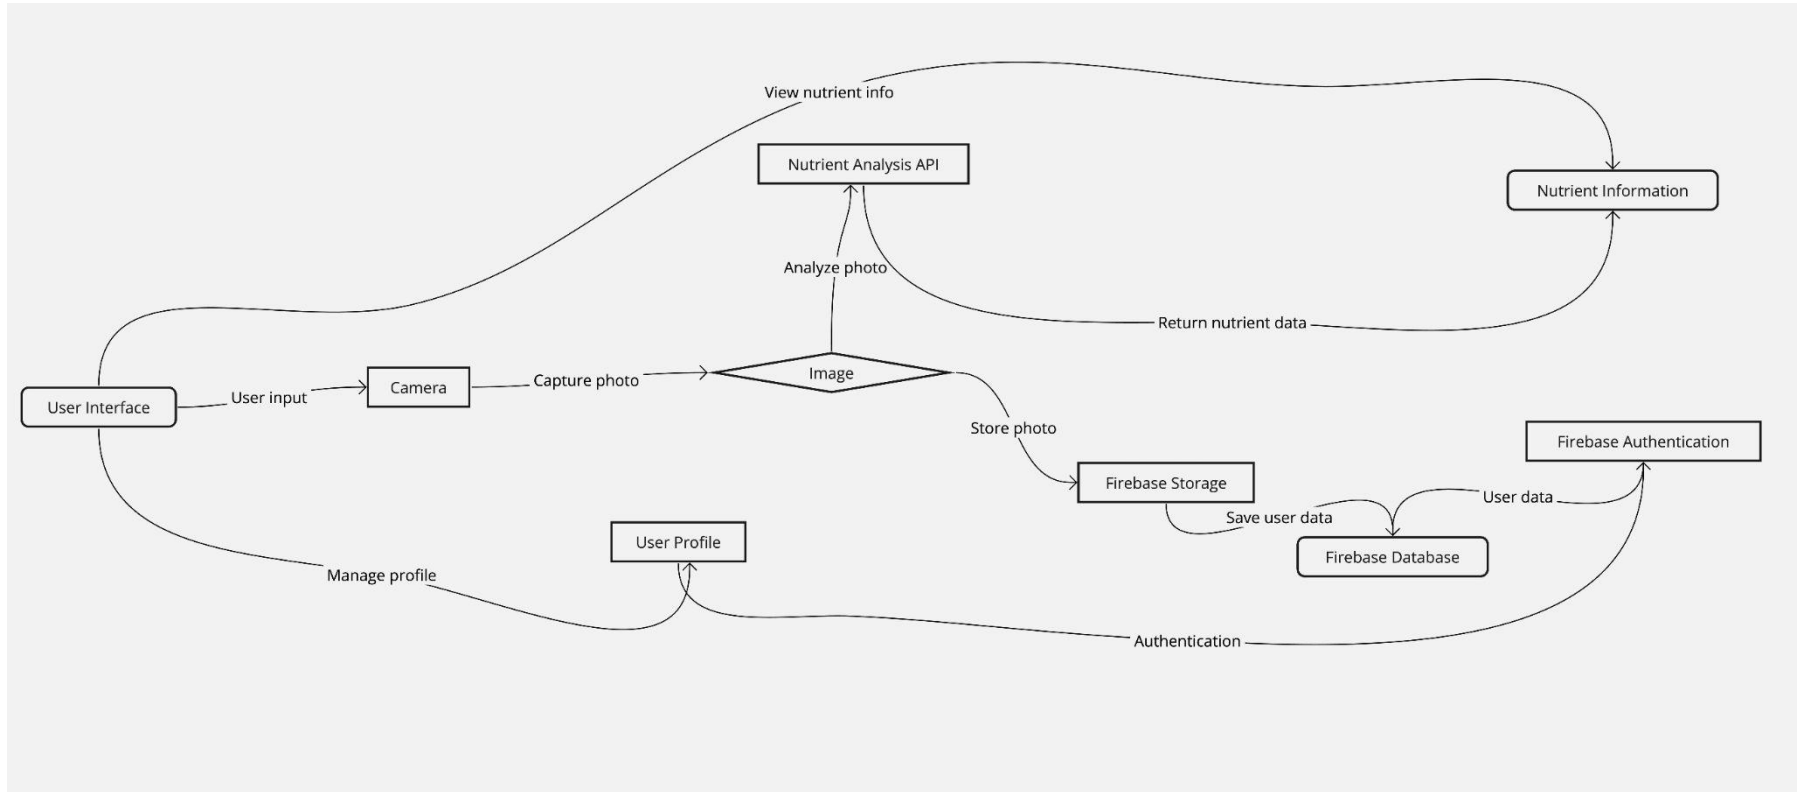 View nutrient info
Nutrient Analysis API
Nutrient Information
Analyze photo
Return nutrient data
Image
Capture photo
Camera
User input
User Interface
Store photo
Firebase Authentication
Firebase Storage
User data
Save user data
User Profile
Firebase Database
Manage profile
Authentication